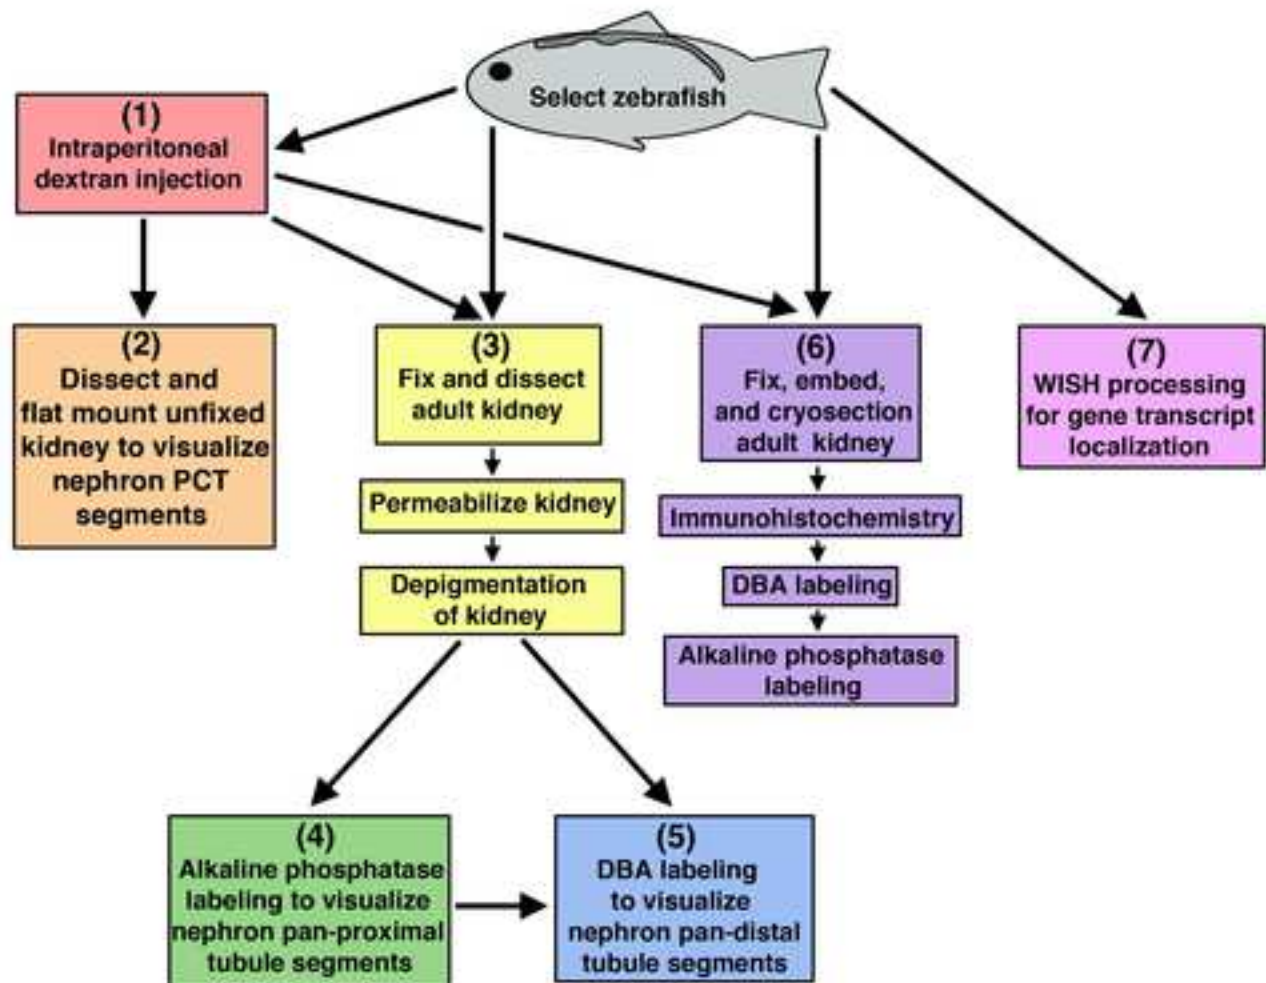 Select zebrafish
(1)
Intraperitoneal
dextran injection
(2)
Dissect and
flat mount unfixed
kidney to visualize
nephron PCT
segments
(3)
Fix and dissect
adult kidney
Permeabilize kidney
Depigmentation
of kidney
(6)
Fix, embed,
and cryosection
adult kidney
Immunohistochemistry
DBA labeling
Alkaline phosphatase
labeling
(7)
WISH processing
for gene transcript
localization
(4)
Alkaline phosphatase
labeling to visualize
nephron pan-proximal
tubule segments
(5)
DBA labeling
to visualize
nephron pan-distal
tubule segments